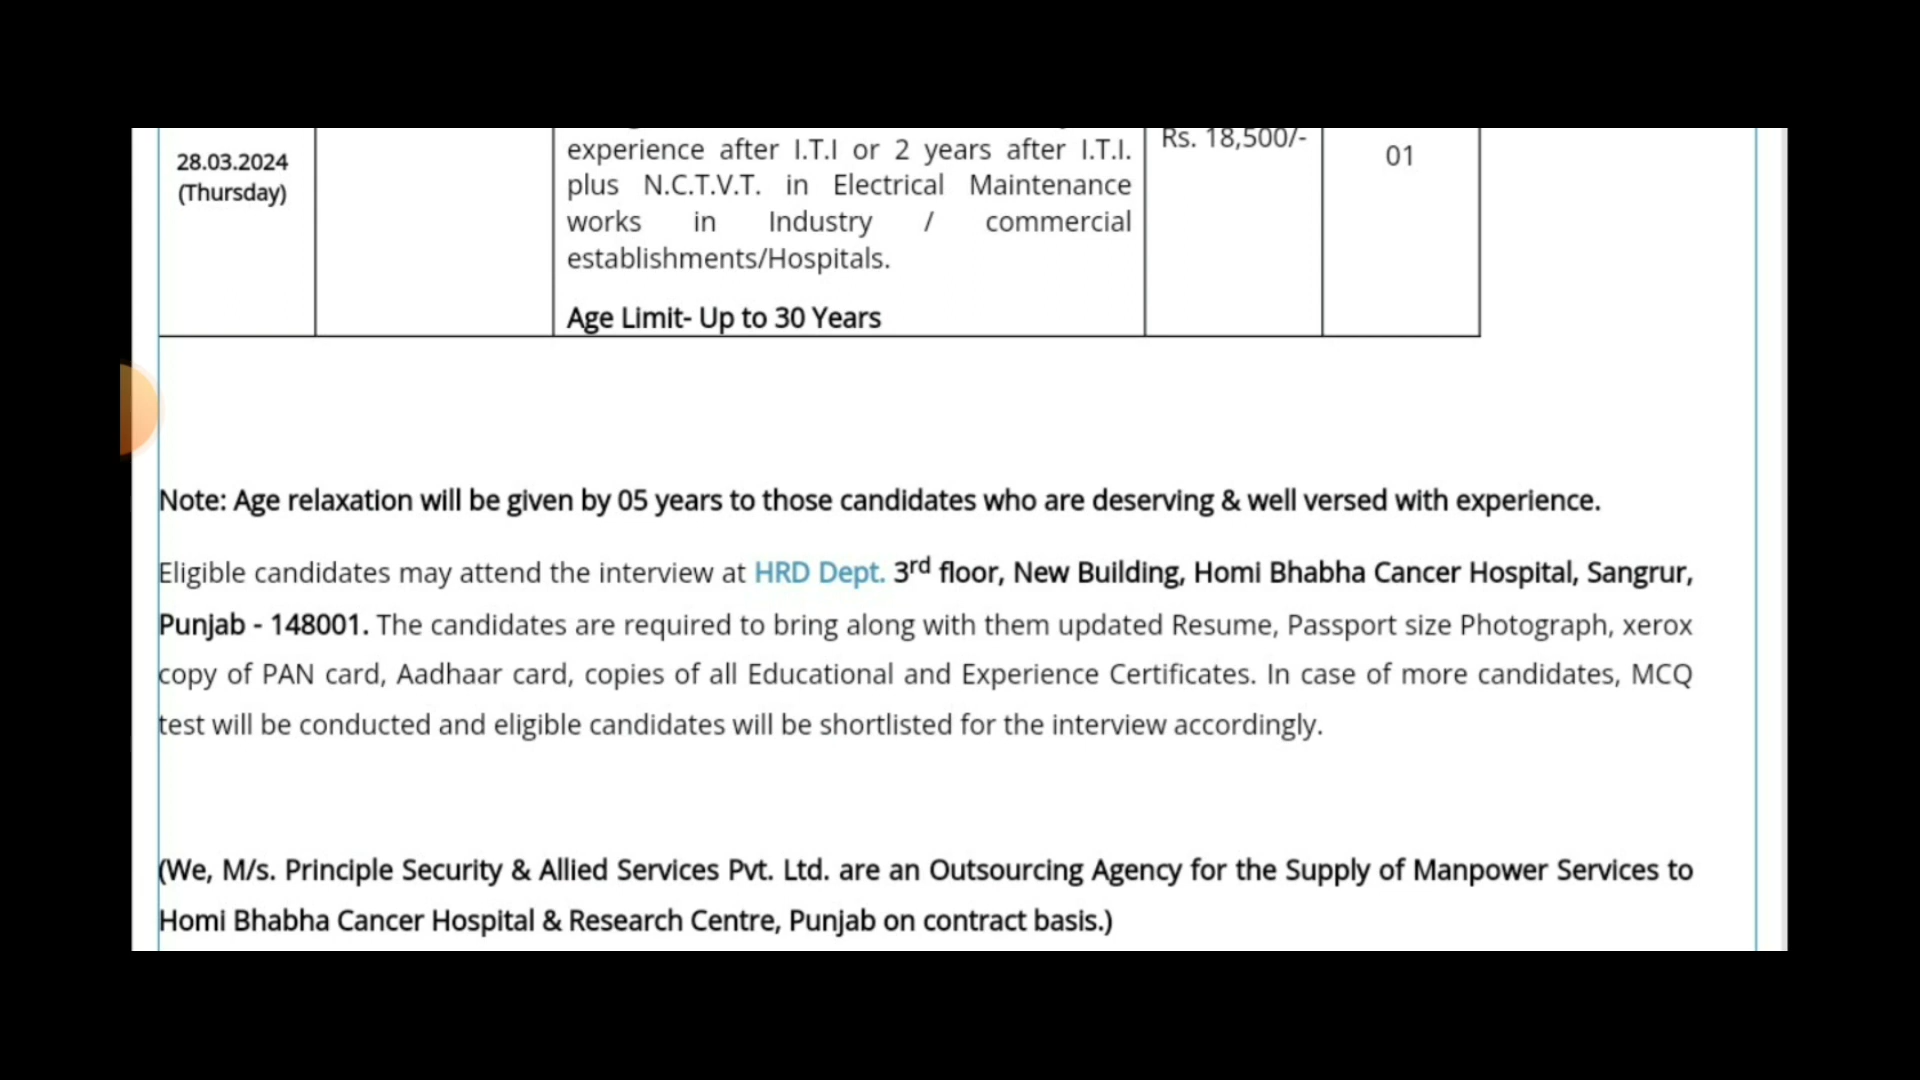 experience after I.T.I or 2 years after I.T.I.
Rs. 18,500/-
01
28.03.2024
(Thursday)
plus N.C.T.V.T. in Electrical Maintenance
works in Industry / commercial
establishments/Hospitals.
Age Limit- Up to 30 Years
Note: Age relaxation will be given by 05 years to those candidates who are deserving & well versed with experience.
Eligible candidates may attend the interview at HRD Dept. 3rd floor, New Building, Homi Bhabha Cancer Hospital, Sangrur,
Punjab - 148001. The candidates are required to bring along with them updated Resume, Passport size Photograph, xerox
copy of PAN card, Aadhaar card, copies of all Educational and Experience Certificates. In case of more candidates, MCQ
test will be conducted and eligible candidates will be shortlisted for the interview accordingly.
(We, M/s. Principle Security & Allied Services Pvt. Ltd. are an Outsourcing Agency for the Supply of Manpower Services to
Homi Bhabha Cancer Hospital & Research Centre, Punjab on contract basis.)